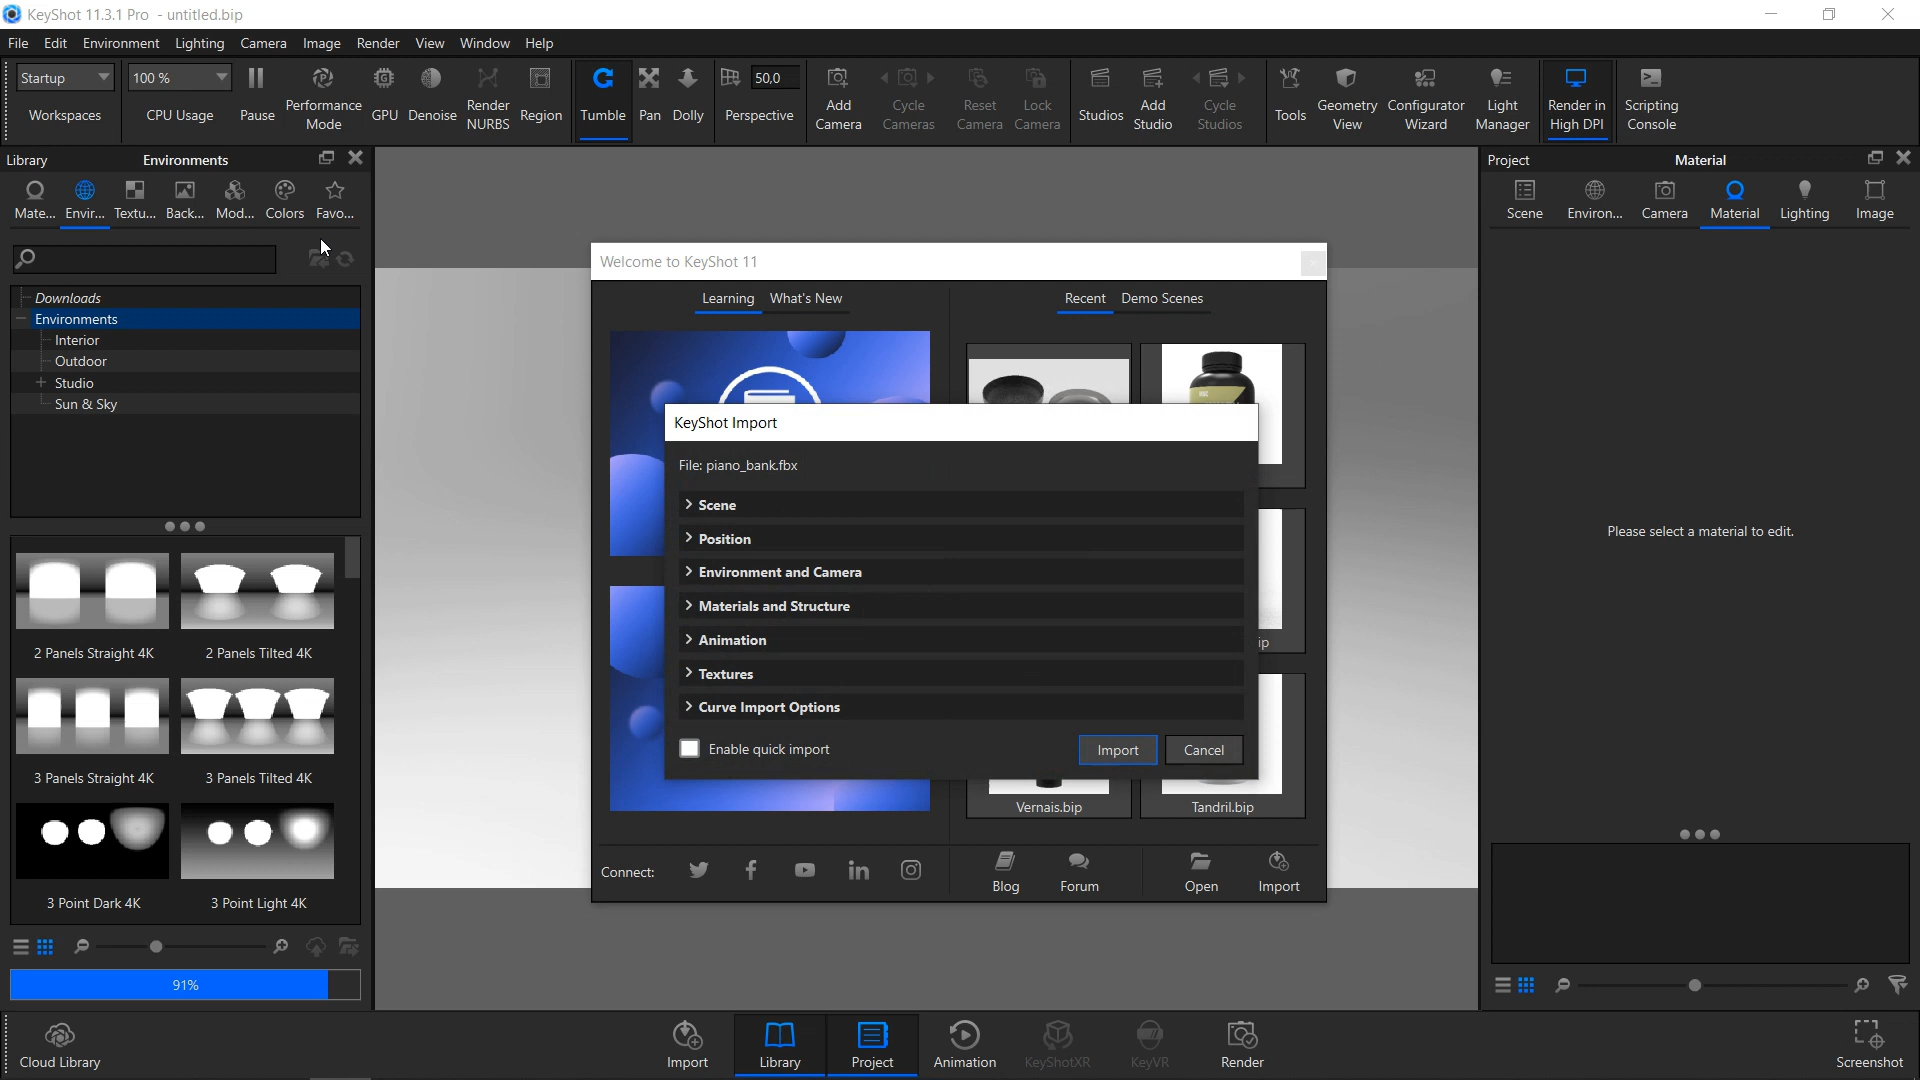 KeyShot 11.3.1 Pro - untitled.bip
File Edit Environment Lighting Camera Image Render View Window Help
Startup
Workspaces
100 %
CPU Usage
Pause
Performance
Mode
GPU
Denoise
Render
NURBS
Region
Tumble
Pan
Dolly
50,0
Perspective
Add
Camera
Cycle
Cameras
Reset
Camera
Lock
Camera
Studios
Add
Studio
Cycle
Studios
Tools
Geometry
View
Configurator
Wizard
Light
Manager
Render in
High DPI
Scripting
Console
Library
Environments
Mate... Envir... Textu... Back... Mod... Colors Favo...
Downloads
Environments
Interior
Outdoor
Studio
Sun & Sky
2 Panels Straight 4K
2 Panels Tilted 4K
3 Panels Straight 4K
3 Panels Tilted 4K
3 Point Dark 4K
3 Point Light 4K
91%
Welcome to KeyShot 11
Learning What's New
Recent Demo Scenes
KeyShot Import
File: piano_bank.fbx
Scene
Position
Environment and Camera
Materials and Structure
Animation
Textures
Curve Import Options
Enable quick import
Import
Cancel
ip
Vernais.bip
Tandril.bip
Connect:
Blog
Forum
Open
Import
Project
Material
Scene Environ... Camera Material Lighting Image
Please select a material to edit.
Cloud Library
Import
Library
Project
Animation
KeyShotXR
KeyVR
Render
Screenshot